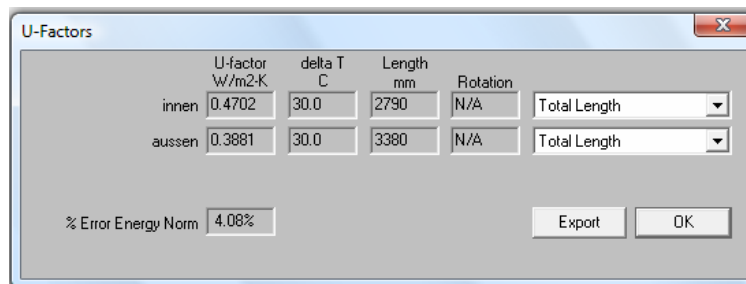 U-Factors
U-factor delta T Length
W/m2-K C mm Rotation
innen 0.4702 30.0 2790 N/A Total Length
aussen 0.3881 30.0 3380 N/A Total Length
% Error Energy Norm 4.08% Export OK